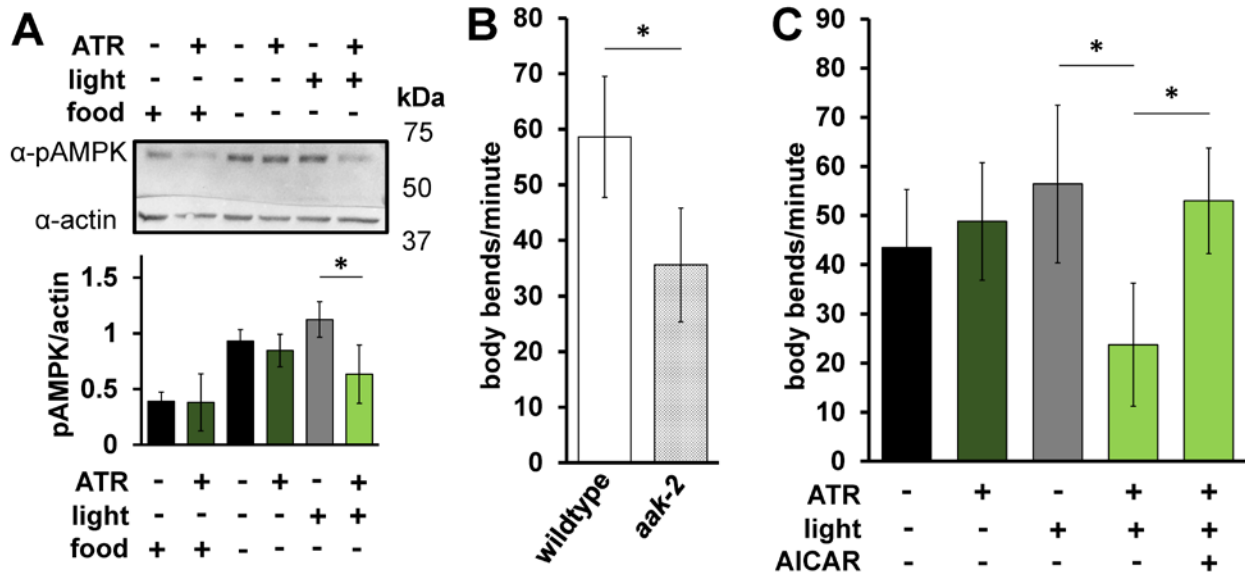 A
ATR - + - + - +
light - - - - + +
food + + - - - -
kDa
α-pAMPK
75
50
α-actin
37
pAMPK/actin
1.5
1
0.5
0
*
ATR - + - + - +
light - - - - + +
food + + - - - -
B
body bends/minute
80
70
60
50
40
30
20
10
0
*
wildtype
aak-2
C
body bends/minute
90
80
70
60
50
40
30
20
10
0
*
*
ATR - + - + +
light - - + + +
AICAR - - - - +